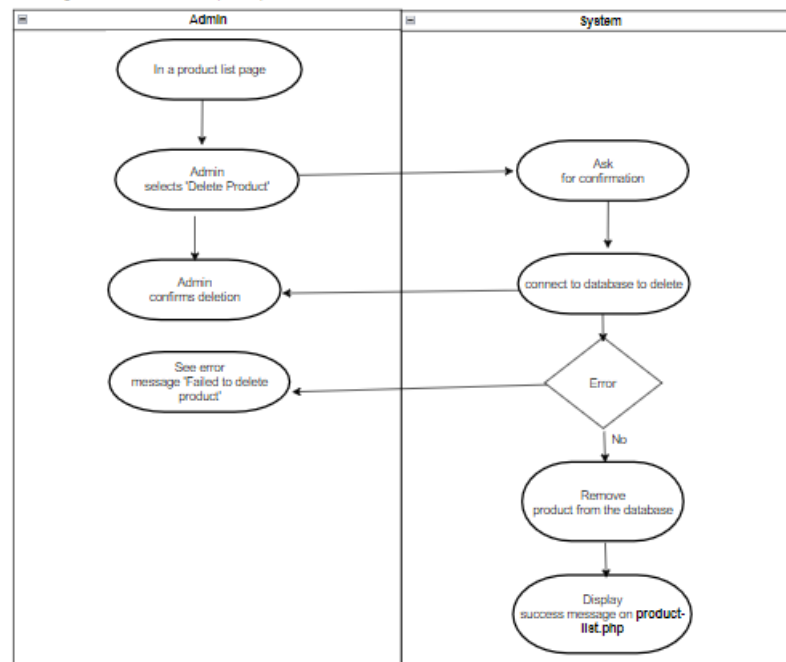 Admin
System
In a product list page
Admin
selects 'Delete Product'
Ask
for confirmation
Admin
confirms deletion
connect to database to delete
See error
message 'Failed to delete
product'
Error
No
Remove
product from the database
Display
success message on product-
list.php